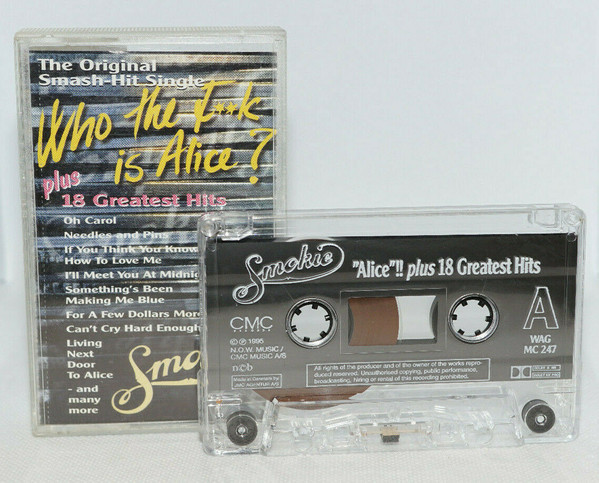 The Original
Smash-Hit Single
Who the F**k
is Alice?
plus
18 Greatest Hits
Oh Carol
Needles and Pins
If You Think You Know
How To Love Me
I'll Meet You At Midnig
Something's Been
Making Me Blue
For A Few Dollars More
Can't Cry Hard Enough
Living
Next
Door
To Alice
- and
many
more
Smo
Smokie
"Alice"!! plus 18 Greatest Hits
CMC
A
© ℗ 1995
N.O.W. MUSIC /
CMC MUSIC A/S
WAG
MC 247
ncb
All rights of the producer and of the owner of the works repro-
duced reserved. Unauthorised copying, public performance,
broadcasting, hiring or renting of this recording prohibited.
Made in Denmark by